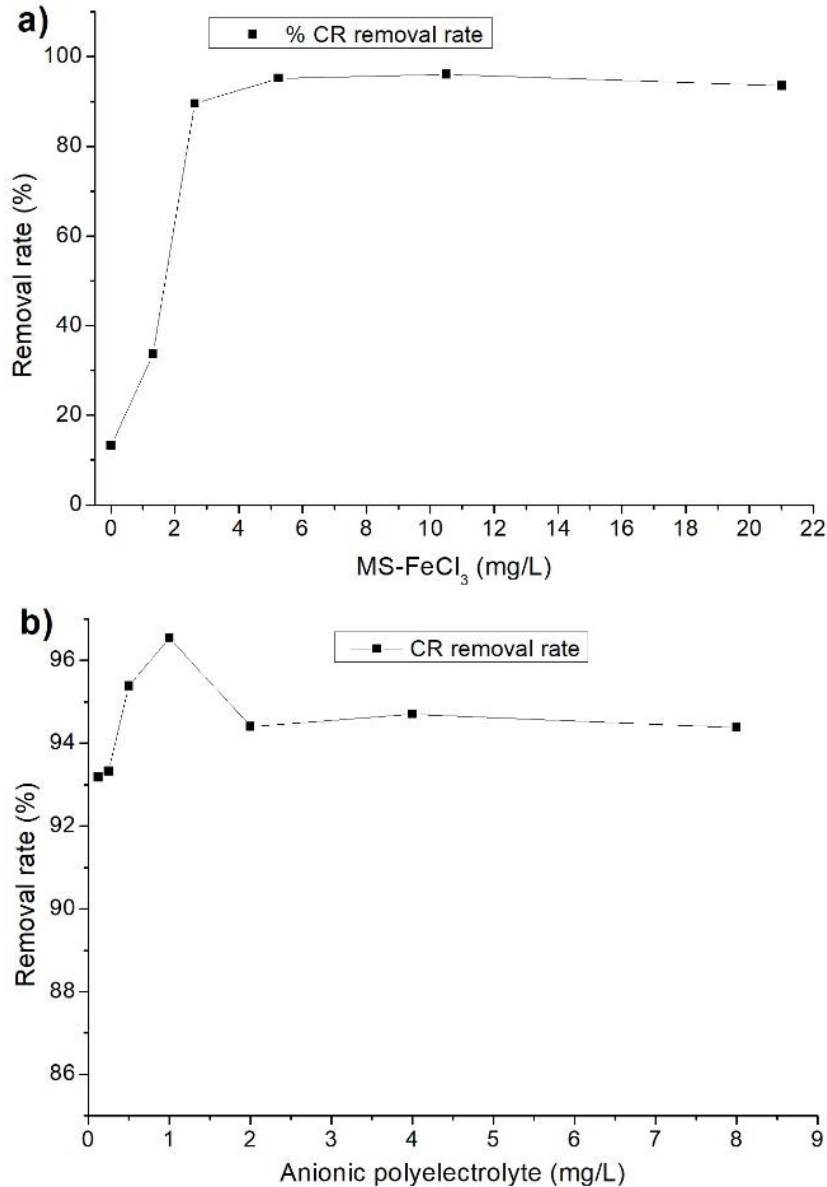 a)
% CR removal rate
100
80
60
40
20
0
Removal rate (%)
0 2 4 6 8 10 12 14 16 18 20 22
MS-FeCl₃ (mg/L)
b)
CR removal rate
96
94
92
90
88
86
Removal rate (%)
0 1 2 3 4 5 6 7 8 9
Anionic polyelectrolyte (mg/L)